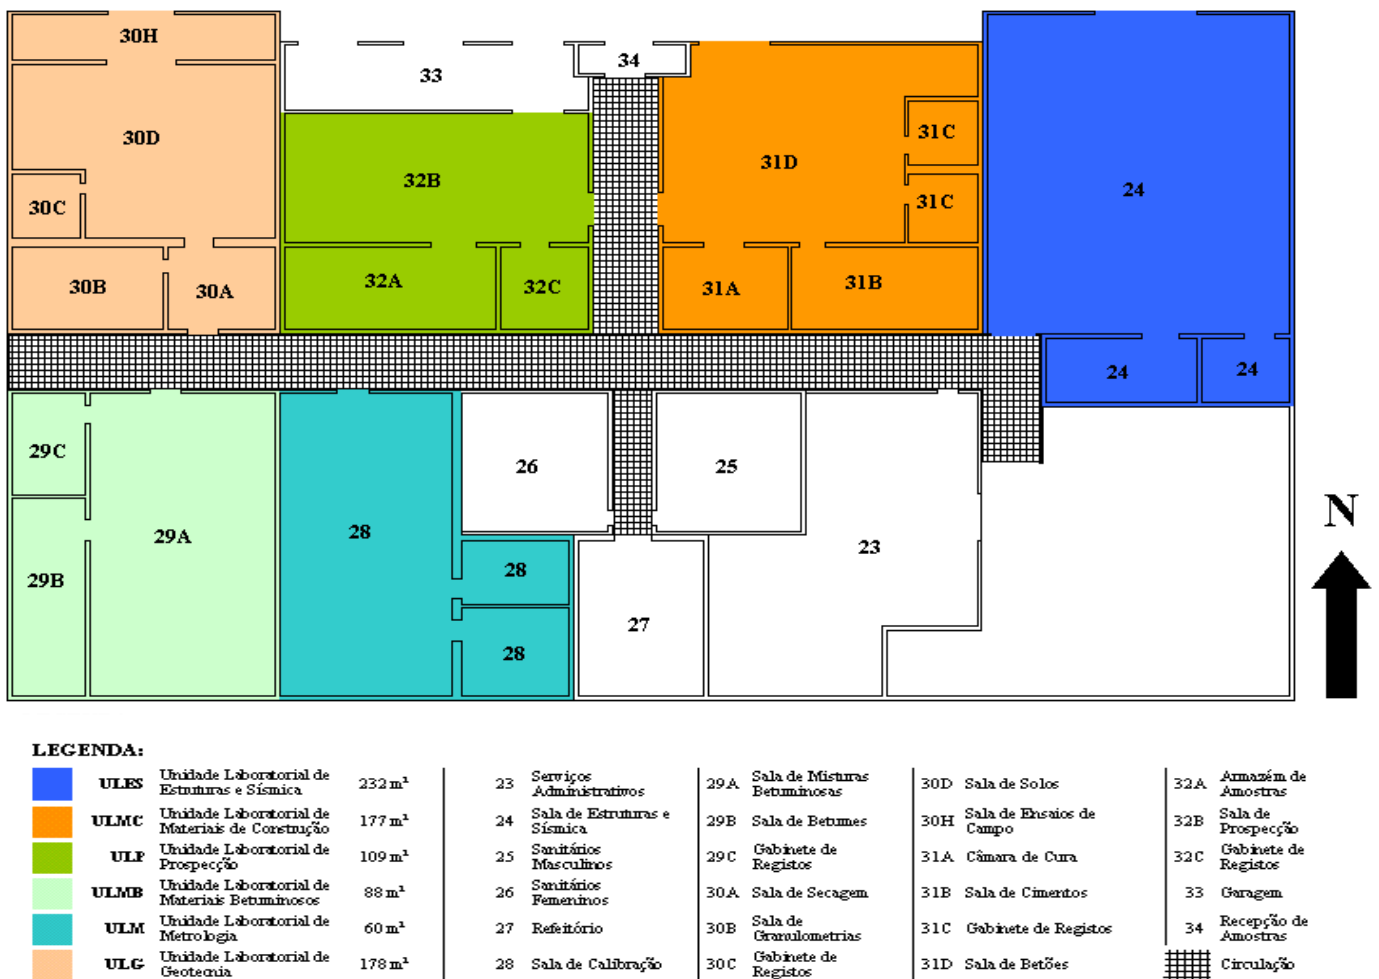 30H
33
34
30D
31C
31D
32B
24
30C
31C
30B
30A
32A
32C
31A
31B
24
24
29C
26
25
N
29A
28
23
28
29B
27
28
LEGENDA:
ULES Unidade Laboratorial de Estruturas e Sísmica 232 m²
ULMC Unidade Laboratorial de Materiais de Construção 177 m²
ULP Unidade Laboratorial de Prospecção 109 m²
ULMB Unidade Laboratorial de Materiais Betuminosos 88 m²
ULM Unidade Laboratorial de Metrologia 60 m²
ULG Unidade Laboratorial de Geotecnia 178 m²
23 Serviços Administrativos
24 Sala de Estruturas e Sísmica
25 Sanitários Masculinos
26 Sanitários Femeninos
27 Refeitório
28 Sala de Calibração
29A Sala de Misturas Betuminosas
29B Sala de Betumes
29C Gabinete de Registos
30A Sala de Secagem
30B Sala de Granulometrias
30C Gabinete de Registos
30D Sala de Solos
30H Sala de Ensaios de Campo
31A Câmara de Cura
31B Sala de Cimentos
31C Gabinete de Registos
31D Sala de Betões
32A Armazém de Amostras
32B Sala de Prospecção
32C Gabinete de Registos
33 Garagem
34 Recepção de Amostras
Circulação